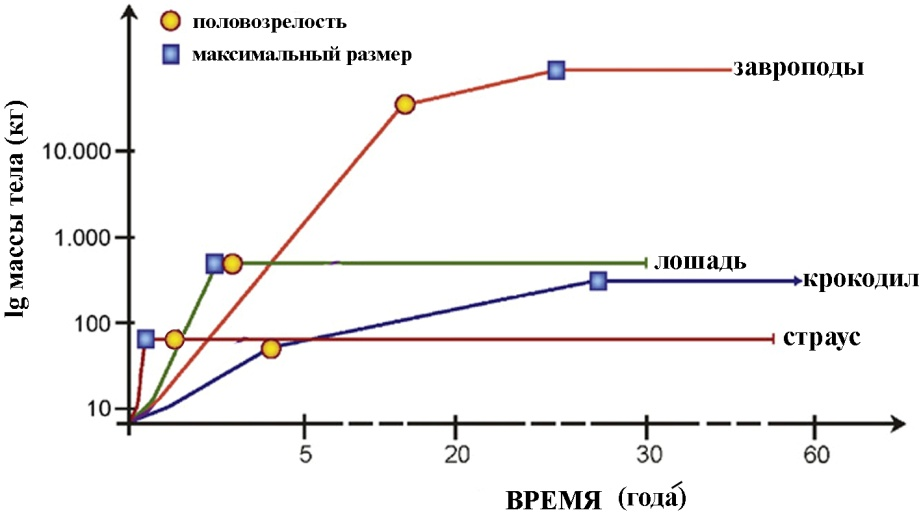 половозрелость
максимальный размер
завроподы
lg массы тела (кг)
10.000
1.000
лошадь
крокодил
100
страус
10
5 20 30 60
ВРЕМЯ (года́)